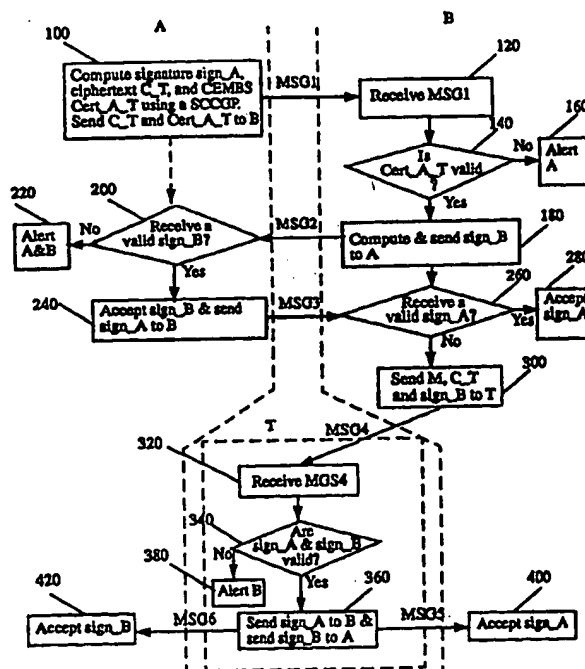 A
B
100
Compute signature sign_A,
ciphertext C_T, and CEMBS
Cert_A_T using a SCCGP.
Send C_T and Cert_A_T to B
MSG1
120
Receive MSG1
140
Is
Cert_A_T valid
?
No
160
Alert
A
Yes
220
Alert
A&B
No
200
Receive a
valid sign_B?
MSG2
Compute & send sign_B
to A
180
Yes
240
Accept sign_B & send
sign_A to B
MSG3
260
Receive a
valid sign_A?
Yes
280
Accept
sign_A
No
300
Send M, C_T
and sign_B to T
T
MSG4
320
Receive MGS4
340
Are
sign_A & sign_B
valid?
No
380
Alert B
Yes
360
420
Accept sign_B
MSG6
Send sign_A to B &
send sign_B to A
MSG5
400
Accept sign_A